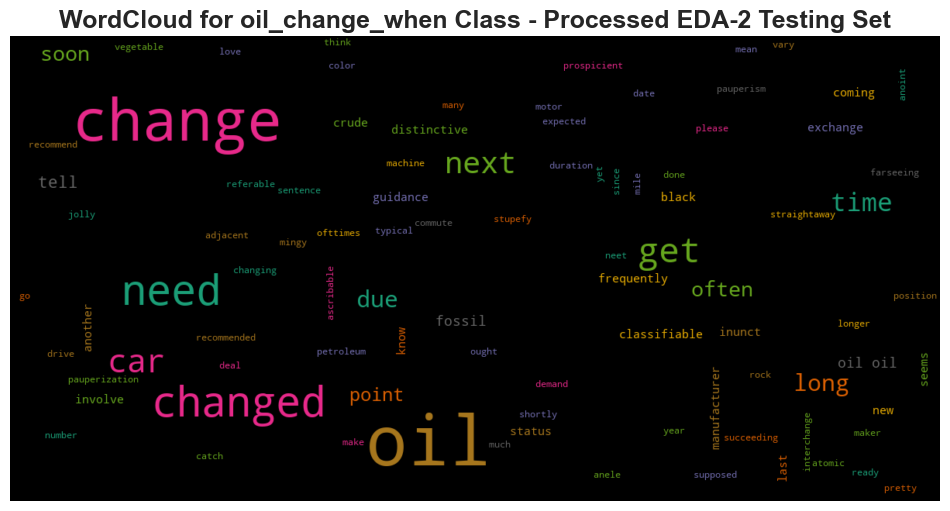 WordCloud for oil_change_when Class - Processed EDA-2 Testing Set
think
vegetable
love
mean
vary
soon
color
prospicient
anoint
date
pauperism
coming
change
many
motor
crude
distinctive
expected
please
exchange
recommend
next
machine
duration
yet
since
mile
done
farseeing
tell
referable
sentence
guidance
black
time
jolly
commute
stupefy
straightaway
adjacent
mingy
ofttimes
typical
get
neet
changing
ascribable
frequently
need
due
often
go
position
another
fossil
know
classifiable
inunct
longer
recommended
drive
car
deal
petroleum
ought
oil oil
seems
pauperization
demand
manufacturer
rock
long
involve
changed
point
shortly
new
number
make
oil
much
status
year
succeeding
interchange
maker
catch
last
atomic
anele
supposed
ready
pretty